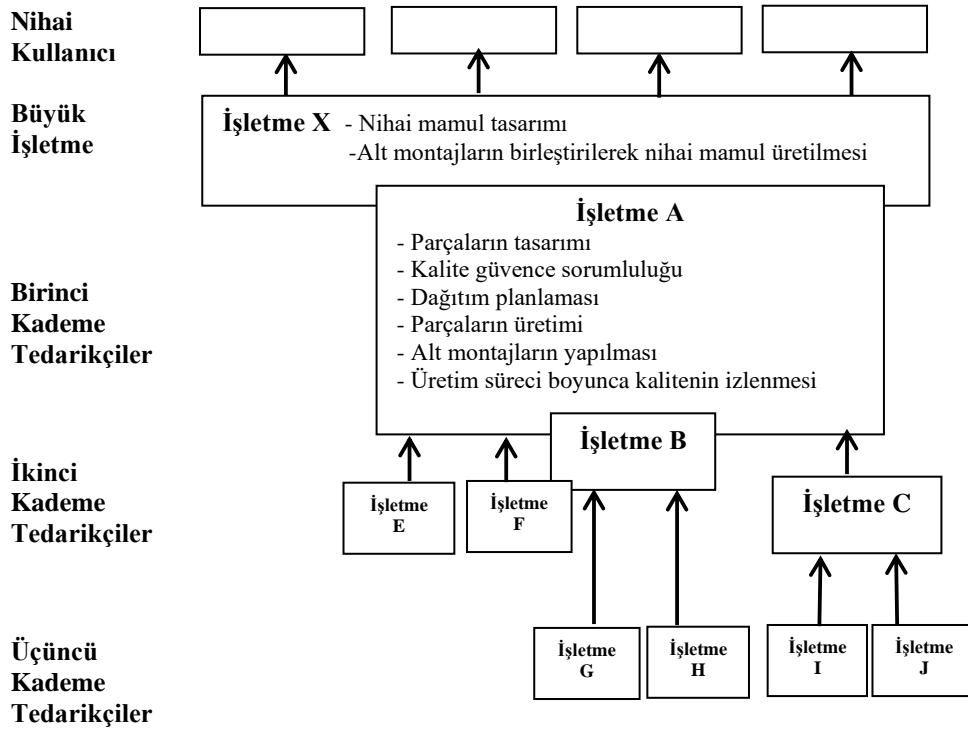 Nihai
Kullanıcı
Büyük
İşletme
İşletme X - Nihai mamul tasarımı
-Alt montajların birleştirilerek nihai mamul üretilmesi
Birinci
Kademe
Tedarikçiler
İşletme A
- Parçaların tasarımı
- Kalite güvence sorumluluğu
- Dağıtım planlaması
- Parçaların üretimi
- Alt montajların yapılması
- Üretim süreci boyunca kalitenin izlenmesi
İkinci
Kademe
Tedarikçiler
İşletme
E
İşletme
F
İşletme B
İşletme C
Üçüncü
Kademe
Tedarikçiler
İşletme
G
İşletme
H
İşletme
I
İşletme
J